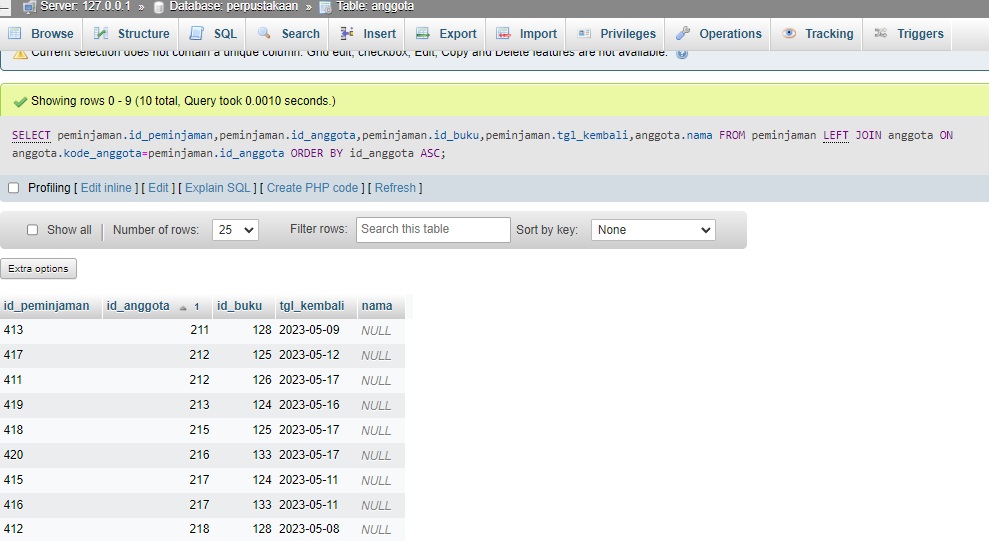 Server: 127.0.0.1 » Database: perpustakaan » Table: anggota
Browse Structure SQL Search Insert Export Import Privileges Operations Tracking Triggers
Current selection does not contain a unique column. Grid edit, checkbox, Edit, Copy and Delete features are not available.
Showing rows 0 - 9 (10 total, Query took 0.0010 seconds.)
SELECT peminjaman.id_peminjaman,peminjaman.id_anggota,peminjaman.id_buku,peminjaman.tgl_kembali,anggota.nama FROM peminjaman LEFT JOIN anggota ON
anggota.kode_anggota=peminjaman.id_anggota ORDER BY id_anggota ASC;
Profiling [ Edit inline ] [ Edit ] [ Explain SQL ] [ Create PHP code ] [ Refresh ]
Show all Number of rows: 25 Filter rows: Search this table Sort by key: None
Extra options
id_peminjaman id_anggota 1 id_buku tgl_kembali nama
413 211 128 2023-05-09 NULL
417 212 125 2023-05-12 NULL
411 212 126 2023-05-17 NULL
419 213 124 2023-05-16 NULL
418 215 125 2023-05-17 NULL
420 216 133 2023-05-17 NULL
415 217 124 2023-05-11 NULL
416 217 133 2023-05-11 NULL
412 218 128 2023-05-08 NULL